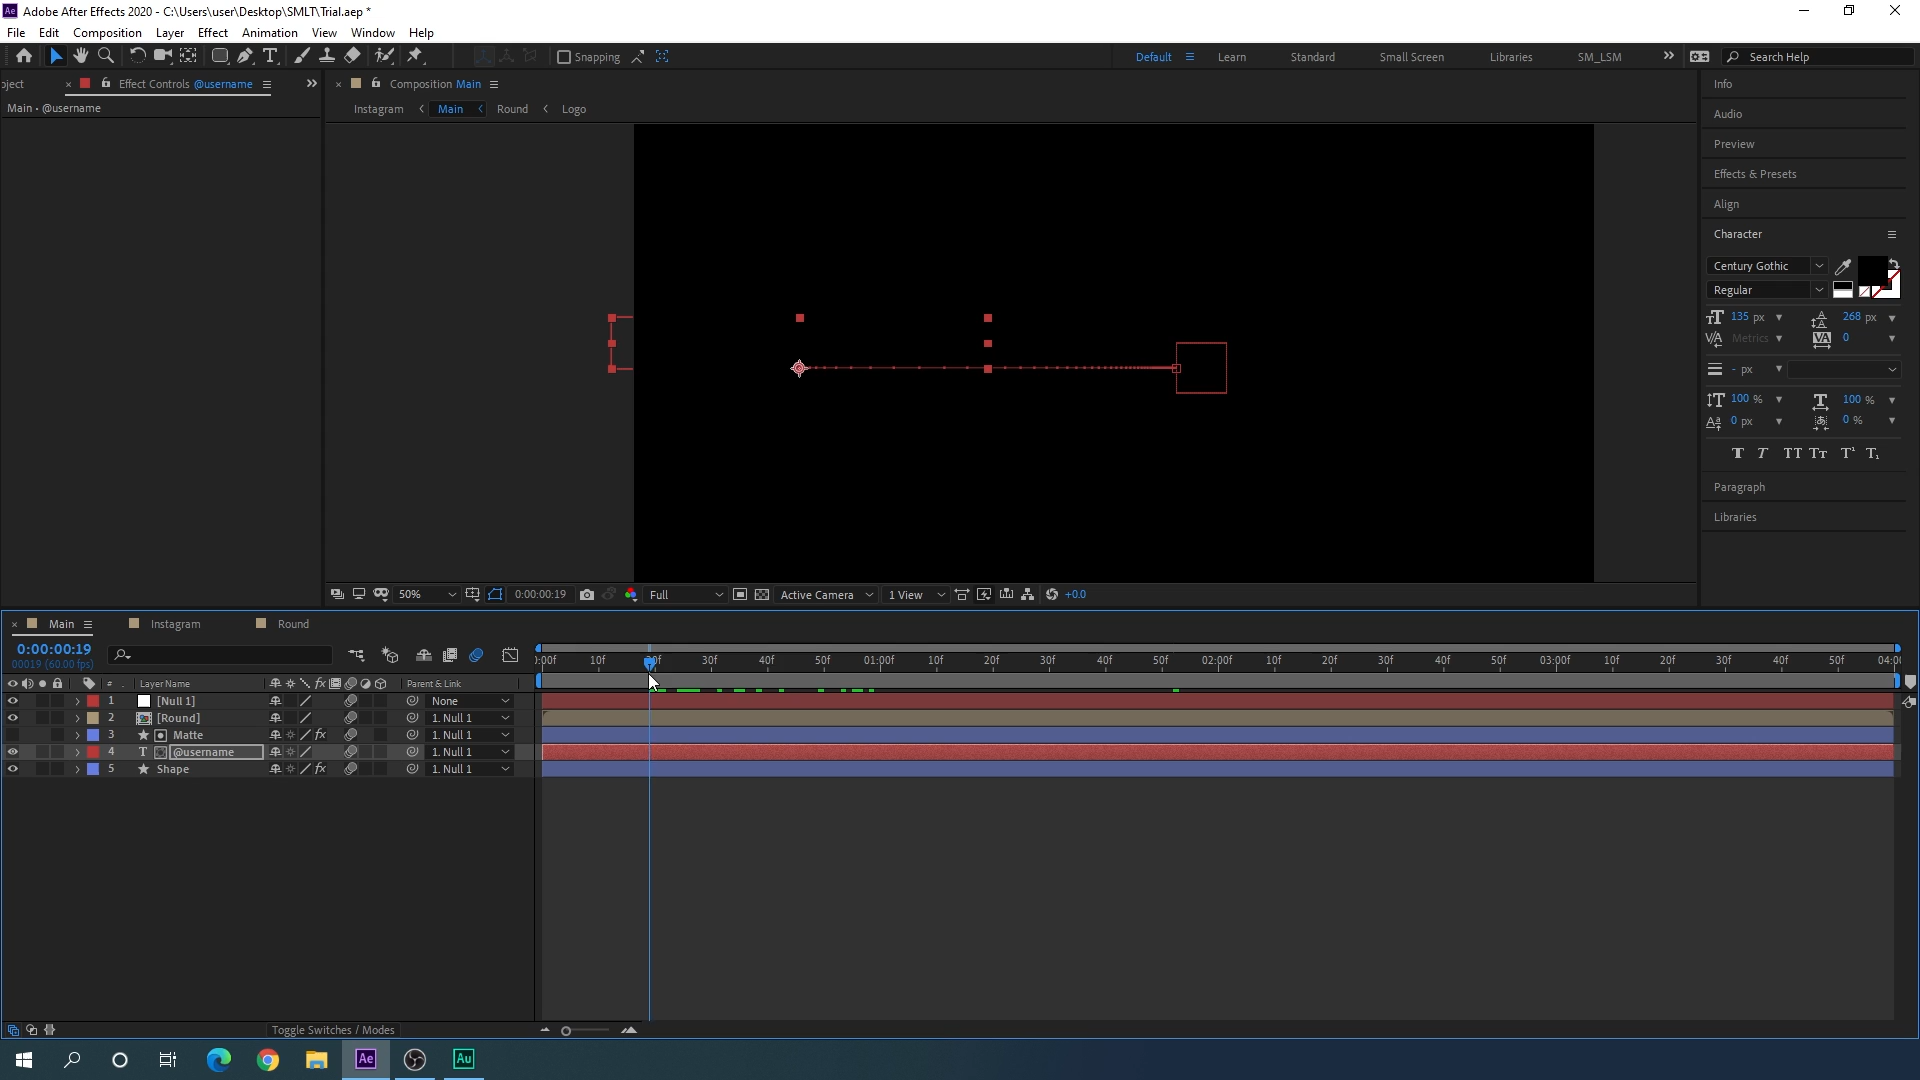 Adobe After Effects 2020 - C:\Users\user\Desktop\SMLT\Trial.aep *
File Edit Composition Layer Effect Animation View Window Help
Snapping
Default Learn Standard Small Screen Libraries SM_LSM Search Help
oject Effect Controls @username
Main • @username
Composition Main
Instagram Main Round Logo
Info
Audio
Preview
Effects & Presets
Align
Character
Century Gothic
Regular
135 px 268 px
Metrics 0
- px
100 % 100 %
0 px 0 %
T T TT Tr T¹ T₁
Paragraph
Libraries
50% 0:00:00:19 Full Active Camera 1 View +0.0
Main Instagram Round
0:00:00:19
00019 (60.00 fps)
):00f 10f 20f 30f 40f 50f 01:00f 10f 20f 30f 40f 50f 02:00f 10f 20f 30f 40f 50f 03:00f 10f 20f 30f 40f 50f 04:00
# . Layer Name Parent & Link
1 [Null 1] None
2 [Round] 1. Null 1
3 Matte 1. Null 1
4 T @username 1. Null 1
5 Shape 1. Null 1
Toggle Switches / Modes
Ae Au